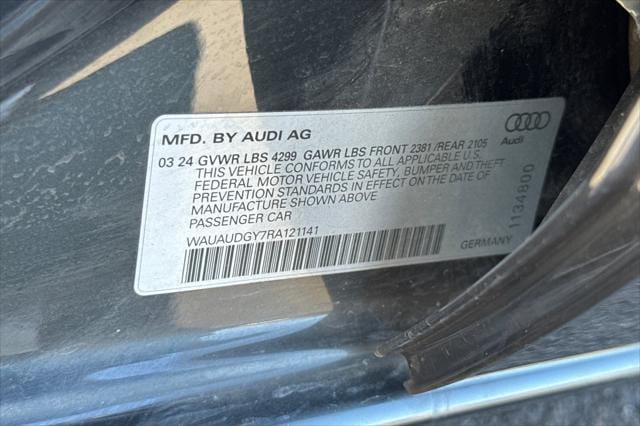 MFD. BY AUDI AG
03 24 GVWR LBS 4299 GAWR LBS FRONT 2381 /REAR 2105
THIS VEHICLE CONFORMS TO ALL APPLICABLE U.S.
FEDERAL MOTOR VEHICLE SAFETY, BUMPER AND THEFT
PREVENTION STANDARDS IN EFFECT ON THE DATE OF
MANUFACTURE SHOWN ABOVE
PASSENGER CAR
WAUAUDGY7RA121141
GERMANY
Audi
1134800